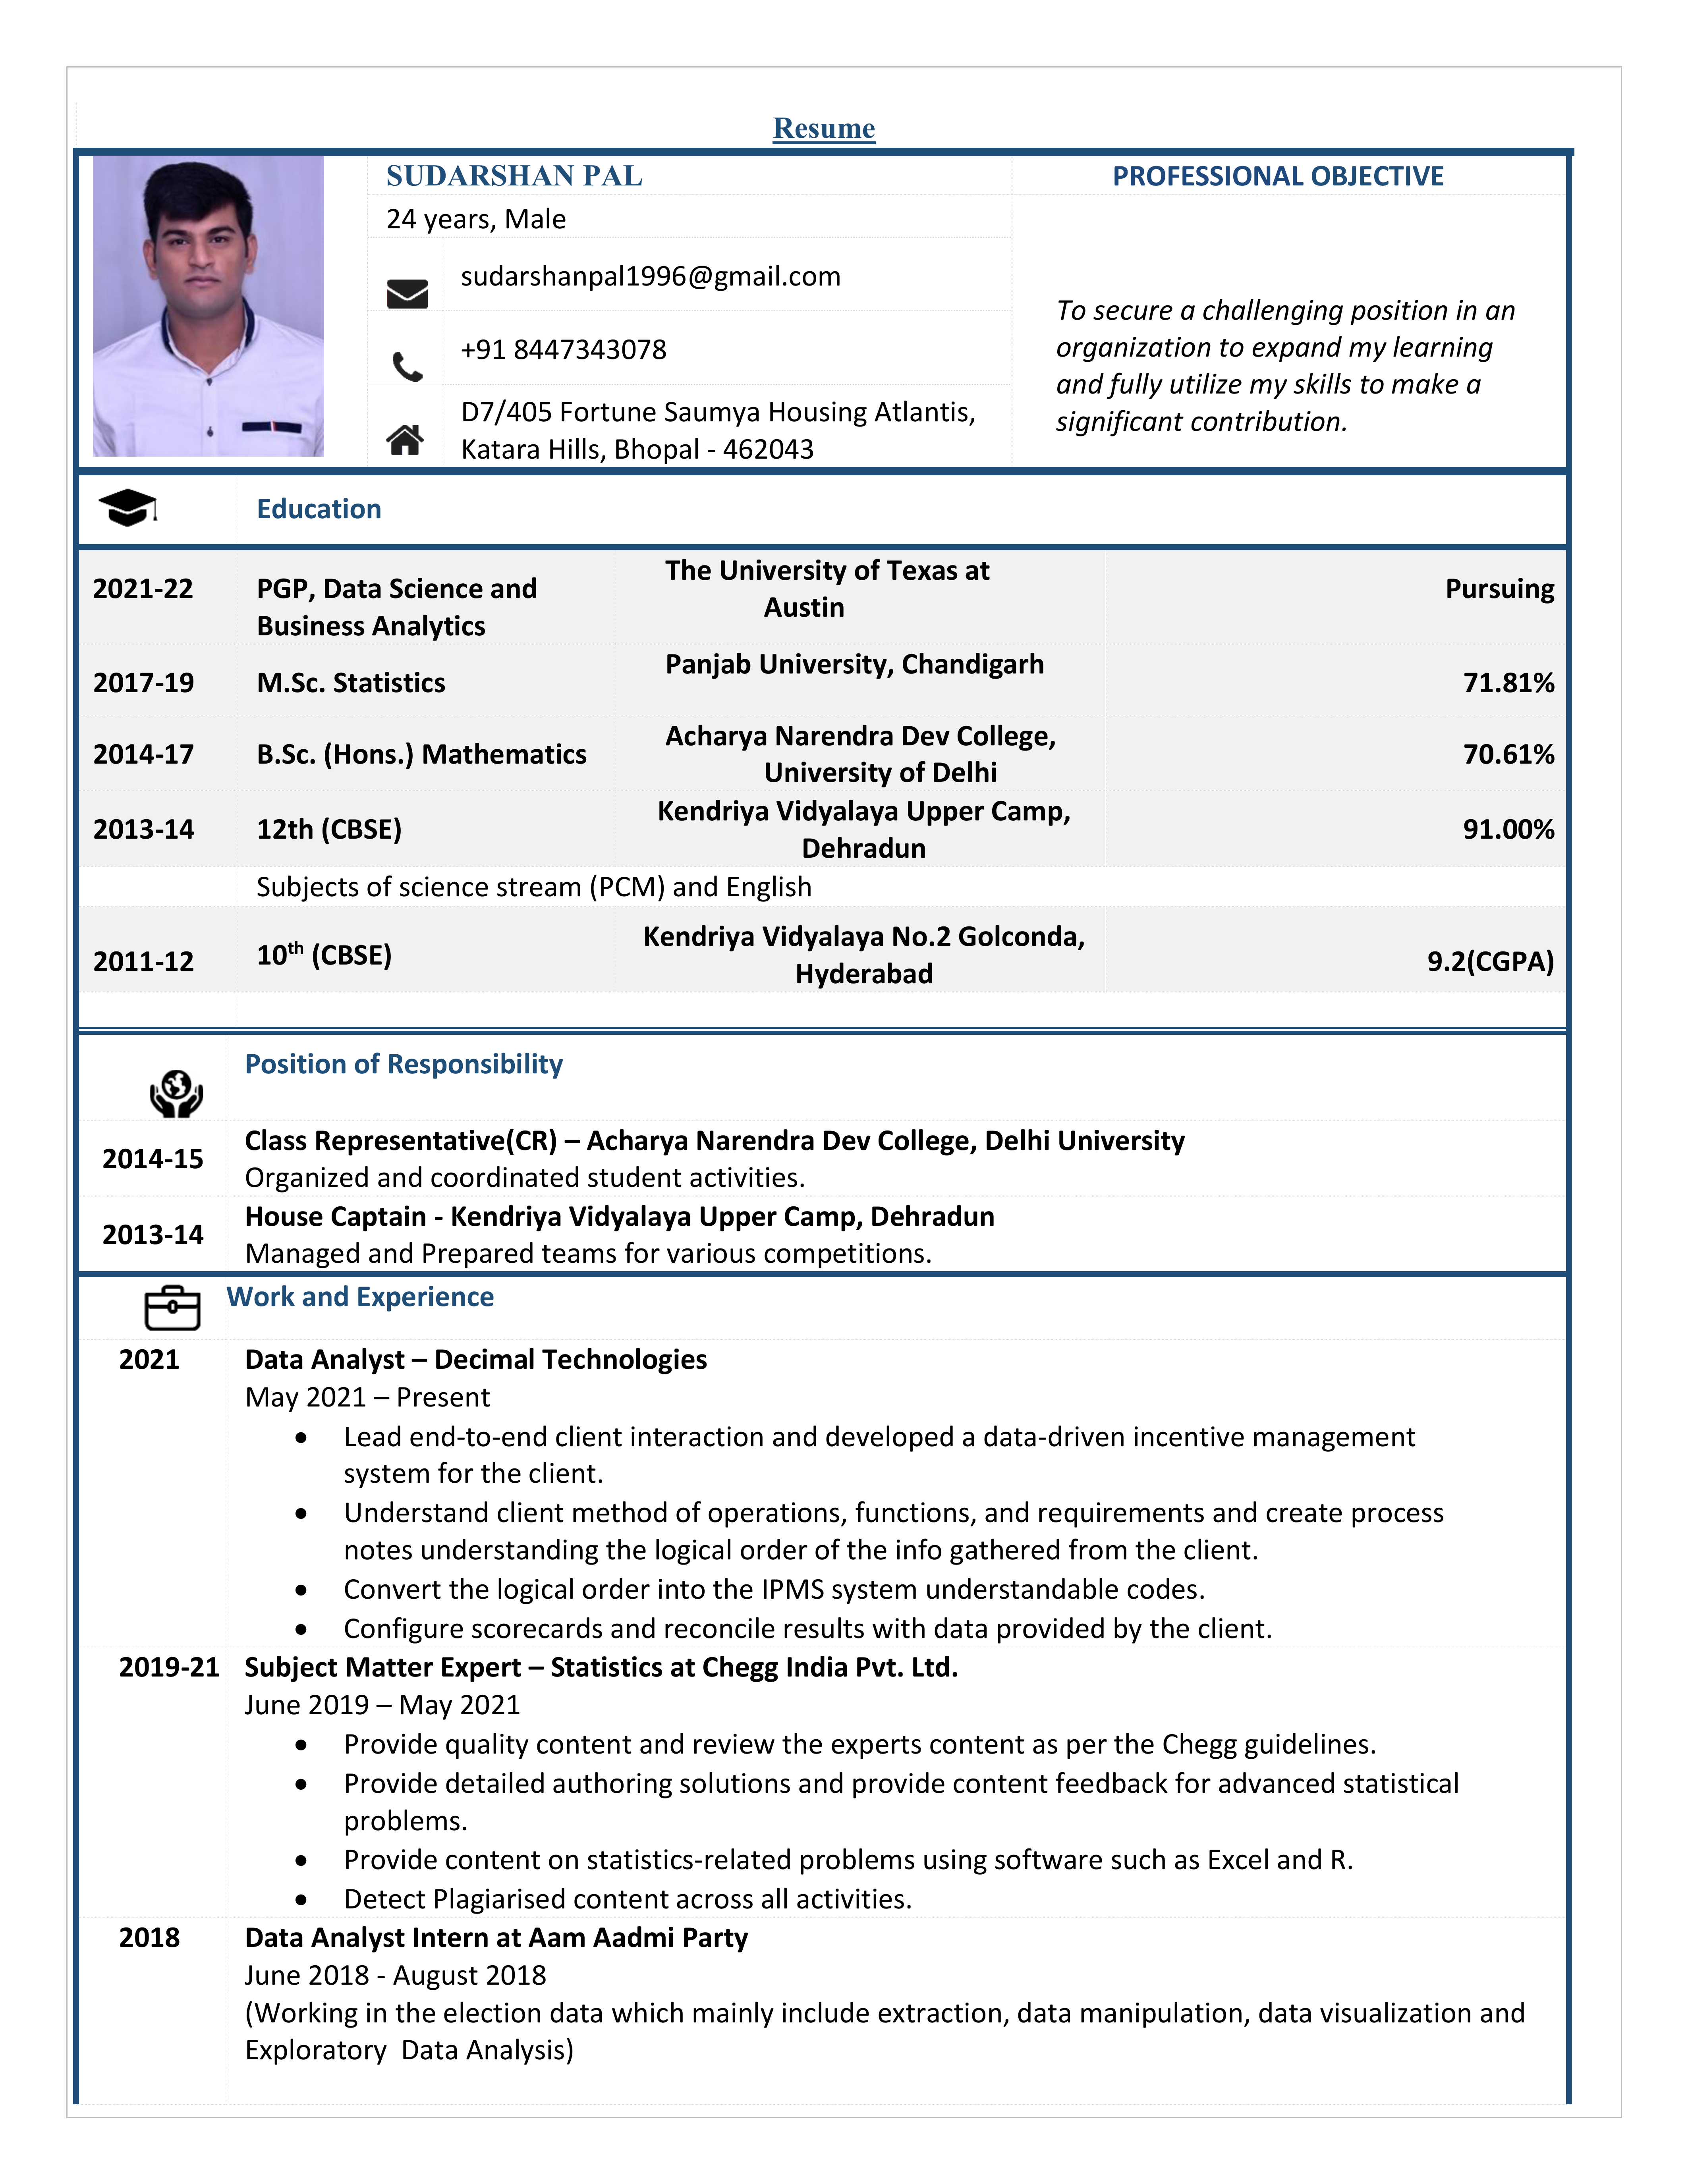 Resume
SUDARSHAN PAL
24 years, Male
sudarshanpal1996@gmail.com
+91 8447343078
D7/405 Fortune Saumya Housing Atlantis,
Katara Hills, Bhopal - 462043
PROFESSIONAL OBJECTIVE
To secure a challenging position in an
organization to expand my learning
and fully utilize my skills to make a
significant contribution.
Education
2021-22 PGP, Data Science and Business Analytics The University of Texas at Austin Pursuing
2017-19 M.Sc. Statistics Panjab University, Chandigarh 71.81%
2014-17 B.Sc. (Hons.) Mathematics Acharya Narendra Dev College, University of Delhi 70.61%
2013-14 12th (CBSE) Kendriya Vidyalaya Upper Camp, Dehradun 91.00%
Subjects of science stream (PCM) and English
2011-12 10th (CBSE) Kendriya Vidyalaya No.2 Golconda, Hyderabad 9.2(CGPA)
Position of Responsibility
2014-15 Class Representative(CR) – Acharya Narendra Dev College, Delhi University
Organized and coordinated student activities.
2013-14 House Captain - Kendriya Vidyalaya Upper Camp, Dehradun
Managed and Prepared teams for various competitions.
Work and Experience
2021 Data Analyst – Decimal Technologies
May 2021 – Present
• Lead end-to-end client interaction and developed a data-driven incentive management
system for the client.
• Understand client method of operations, functions, and requirements and create process
notes understanding the logical order of the info gathered from the client.
• Convert the logical order into the IPMS system understandable codes.
• Configure scorecards and reconcile results with data provided by the client.
2019-21 Subject Matter Expert – Statistics at Chegg India Pvt. Ltd.
June 2019 – May 2021
• Provide quality content and review the experts content as per the Chegg guidelines.
• Provide detailed authoring solutions and provide content feedback for advanced statistical
problems.
• Provide content on statistics-related problems using software such as Excel and R.
• Detect Plagiarised content across all activities.
2018 Data Analyst Intern at Aam Aadmi Party
June 2018 - August 2018
(Working in the election data which mainly include extraction, data manipulation, data visualization and
Exploratory  Data Analysis)